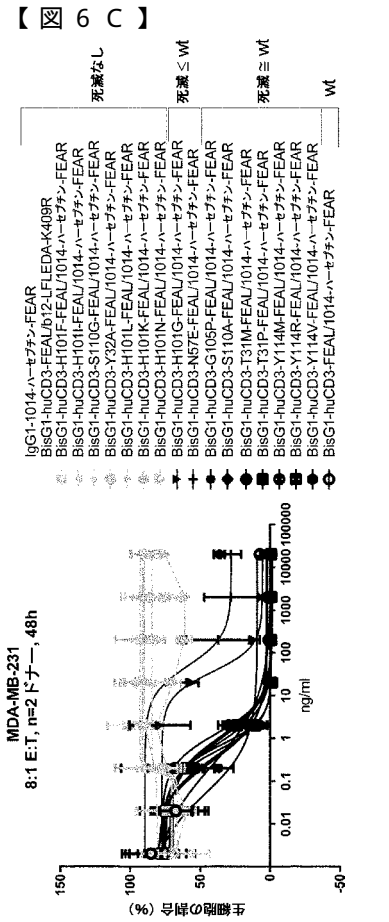 【図6C】
MDA-MB-231
8:1 E:T, n=2 ドナー, 48h
生細胞の割合 (%)
150
100
50
0
-50
0.01
0.1
1
10
100
1000
10000
100000
ng/ml
IgG1-1014-ハーセプチン-FEAR
BisG1-huCD3-FEAL/b12-LFLEDA-K409R
BisG1-huCD3-H101F-FEAL/1014-ハーセプチン-FEAR
BisG1-huCD3-H101I-FEAL/1014-ハーセプチン-FEAR
BisG1-huCD3-S110G-FEAL/1014-ハーセプチン-FEAR
BisG1-huCD3-Y32A-FEAL/1014-ハーセプチン-FEAR
BisG1-huCD3-H101L-FEAL/1014-ハーセプチン-FEAR
BisG1-huCD3-H101K-FEAL/1014-ハーセプチン-FEAR
BisG1-huCD3-H101N-FEAL/1014-ハーセプチン-FEAR
BisG1-huCD3-H101G-FEAL/1014-ハーセプチン-FEAR
BisG1-huCD3-N57E-FEAL/1014-ハーセプチン-FEAR
BisG1-huCD3-G105P-FEAL/1014-ハーセプチン-FEAR
BisG1-huCD3-S110A-FEAL/1014-ハーセプチン-FEAR
BisG1-huCD3-T31M-FEAL/1014-ハーセプチン-FEAR
BisG1-huCD3-T31P-FEAL/1014-ハーセプチン-FEAR
BisG1-huCD3-Y114M-FEAL/1014-ハーセプチン-FEAR
BisG1-huCD3-Y114R-FEAL/1014-ハーセプチン-FEAR
BisG1-huCD3-Y114V-FEAL/1014-ハーセプチン-FEAR
BisG1-huCD3-FEAL/1014-ハーセプチン-FEAR
死滅なし
死滅≦wt
死滅≧wt
wt